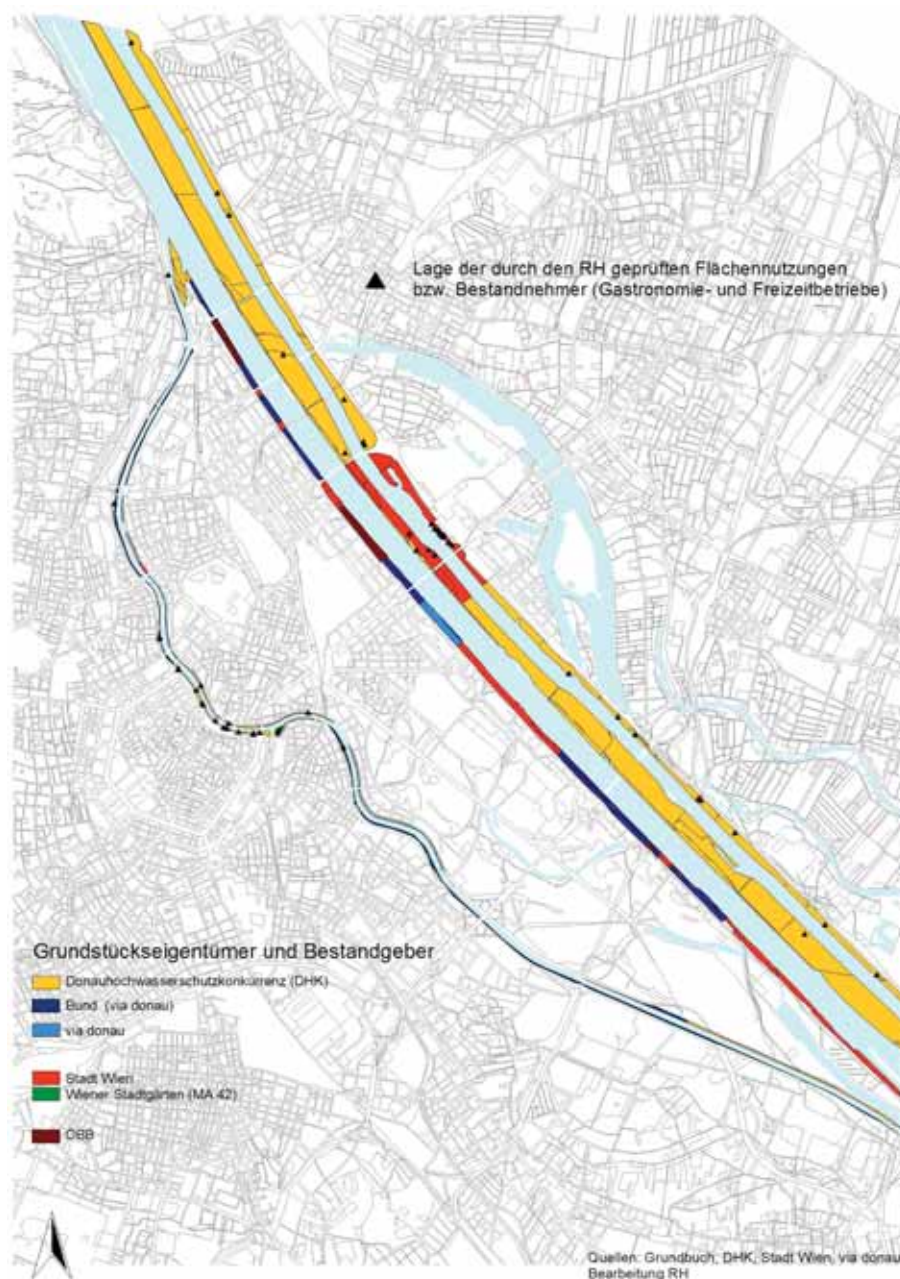 Lage der durch den RH geprüften Flächennutzungen
bzw. Bestandnehmer (Gastronomie- und Freizeitbetriebe)
Grundstückseigentümer und Bestandgeber
Donauhochwasserschutzkonkurrenz (DHK)
Bund (via donau)
via donau
Stadt Wien
Wiener Stadtgärten (MA 42)
ÖBB
Quellen: Grundbuch, DHK, Stadt Wien, via donau
Bearbeitung RH